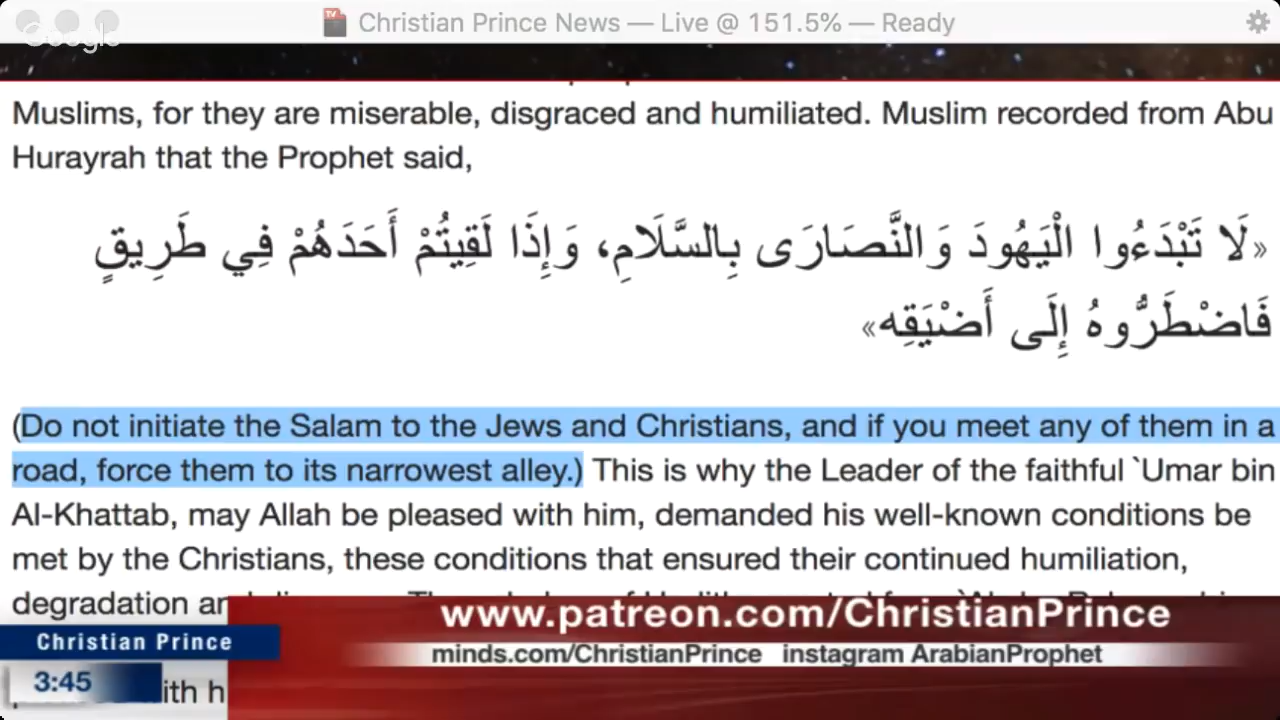 Christian Prince News — Live @ 151.5% — Ready
Google
TV
Muslims, for they are miserable, disgraced and humiliated. Muslim recorded from Abu
Hurayrah that the Prophet said,
«لَا تَبْدَءُوا الْيَهُودَ وَالنَّصَارَى بِالسَّلَامِ، وَإِذَا لَقِيتُمْ أَحَدَهُمْ فِي طَرِيقٍ
فَاضْطَرُّوهُ إِلَى أَضْيَقِه»
(Do not initiate the Salam to the Jews and Christians, and if you meet any of them in a
road, force them to its narrowest alley.) This is why the Leader of the faithful `Umar bin
Al-Khattab, may Allah be pleased with him, demanded his well-known conditions be
met by the Christians, these conditions that ensured their continued humiliation,
degradation
www.patreon.com/ChristianPrince
Christian Prince
minds.com/ChristianPrince instagram ArabianProphet
3:45
ith h